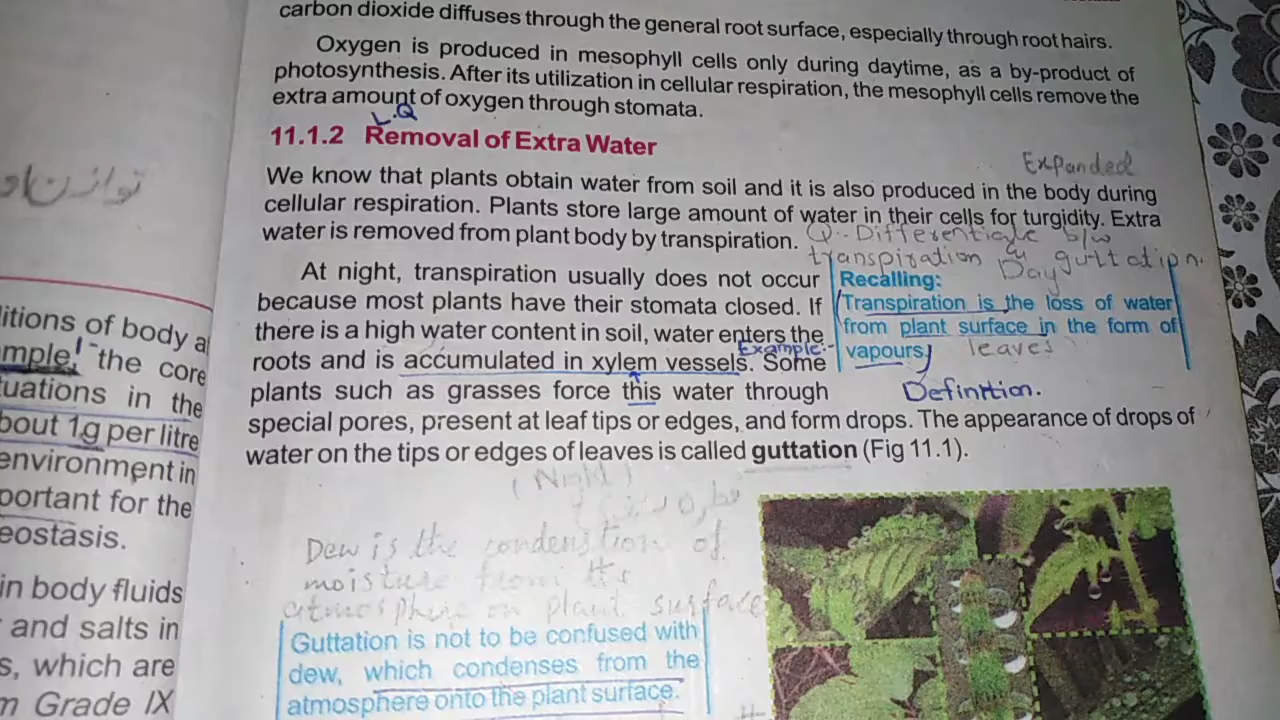 carbon dioxide diffuses through the general root surface, especially through root hairs.
Oxygen is produced in mesophyll cells only during daytime, as a by-product of
photosynthesis. After its utilization in cellular respiration, the mesophyll cells remove the
extra amount of oxygen through stomata.
L.Q
11.1.2 Removal of Extra Water
Expanded
We know that plants obtain water from soil and it is also produced in the body during
cellular respiration. Plants store large amount of water in their cells for turgidity. Extra
water is removed from plant body by transpiration.
Q:- Differentiate b/w
transpiration & guttation.
Day
At night, transpiration usually does not occur
because most plants have their stomata closed. If
there is a high water content in soil, water enters the
roots and is accumulated in xylem vessels. Some
Example:-
plants such as grasses force this water through
special pores, present at leaf tips or edges, and form drops. The appearance of drops of
water on the tips or edges of leaves is called guttation (Fig 11.1).
Recalling:
Transpiration is the loss of water
from plant surface in the form of
vapours
leaves
Definition.
(Night)
Dew is the condenstion of
moisture from the
atmosphire on plant surface
Guttation is not to be confused with
dew, which condenses from the
atmosphere onto the plant surface.
توازن
litions of body a
mple, the core
tuations in the
bout 1g per litre
environment in
portant for the
eostasis.
in body fluids
and salts in
s, which are
m Grade IX